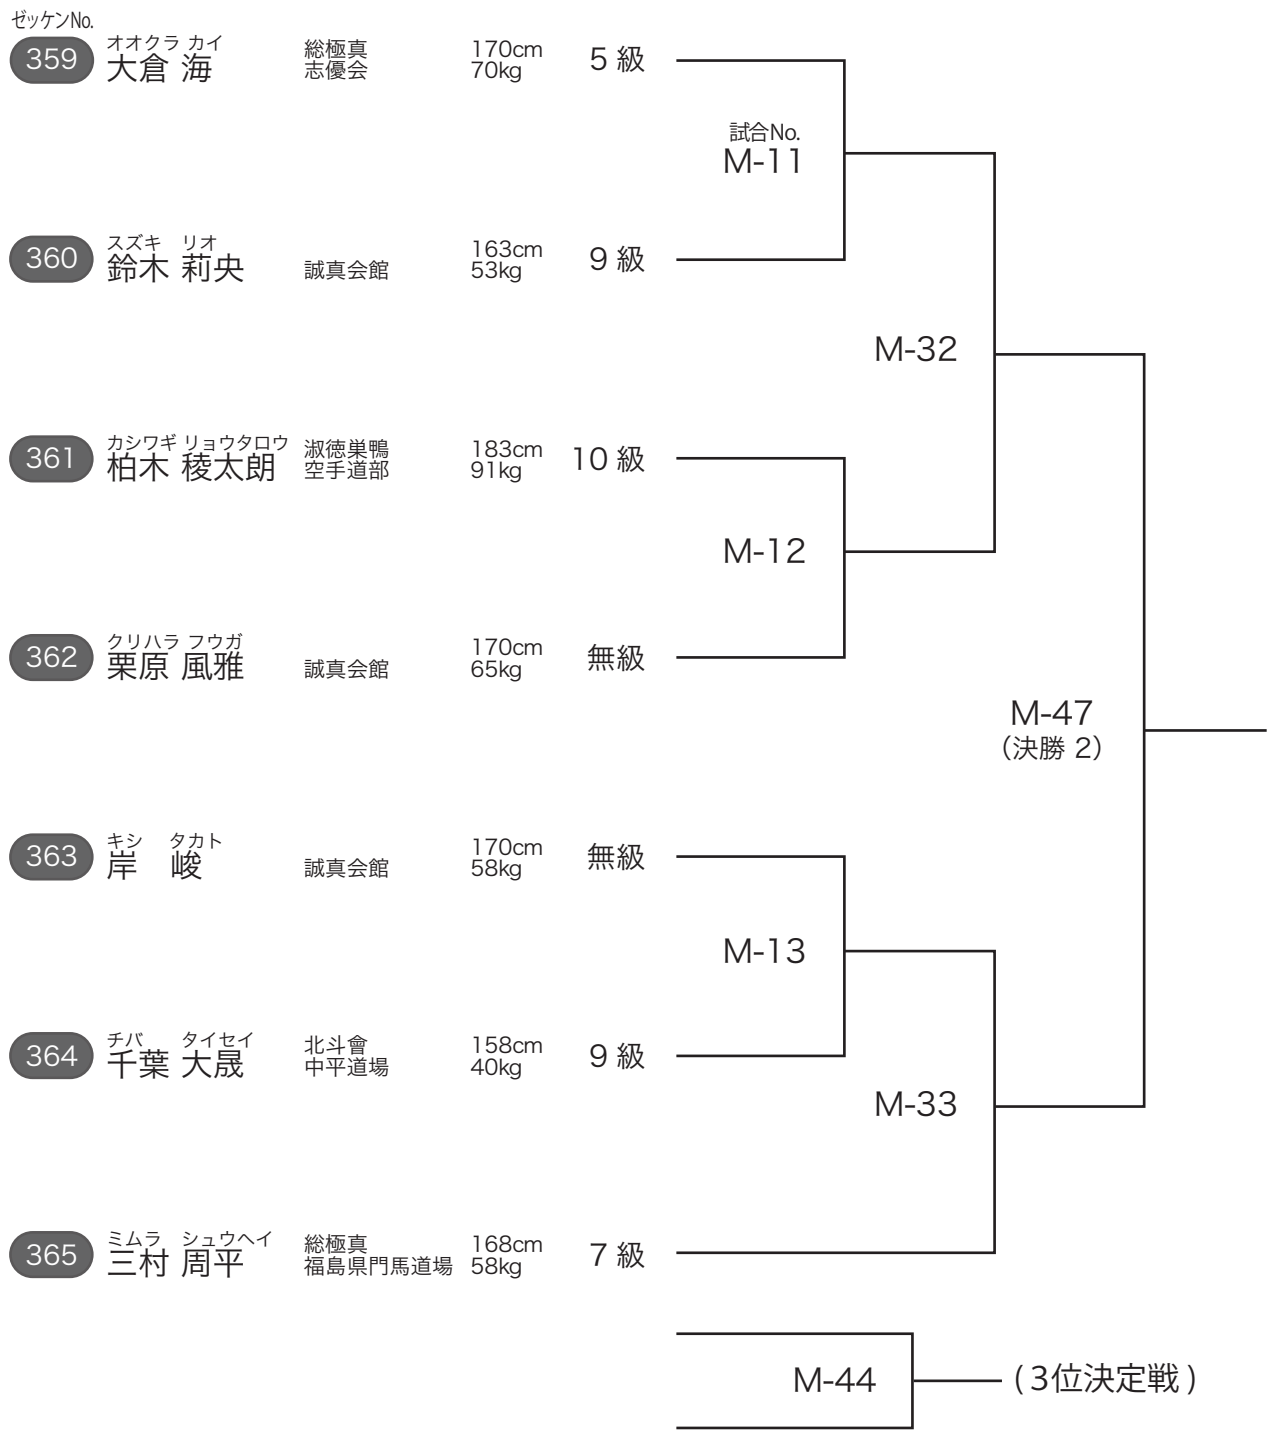 ゼッケンNo.
359
オオクラ カイ
大倉 海
総極真
志優会
170cm
70kg
5 級
試合No.
M-11
360
スズキ リオ
鈴木 莉央
誠真会館
163cm
53kg
9 級
M-32
361
カシワギ リョウタロウ
柏木 稜太朗
淑徳巣鴨
空手道部
183cm
91kg
10 級
M-12
362
クリハラ フウガ
栗原 風雅
誠真会館
170cm
65kg
無級
M-47
（決勝 2）
363
キシ タカト
岸 峻
誠真会館
170cm
58kg
無級
M-13
364
チバ タイセイ
千葉 大晟
北斗會
中平道場
158cm
40kg
9 級
M-33
365
ミムラ シュウヘイ
三村 周平
総極真
福島県門馬道場
168cm
58kg
7 級
M-44
( 3位決定戦 )